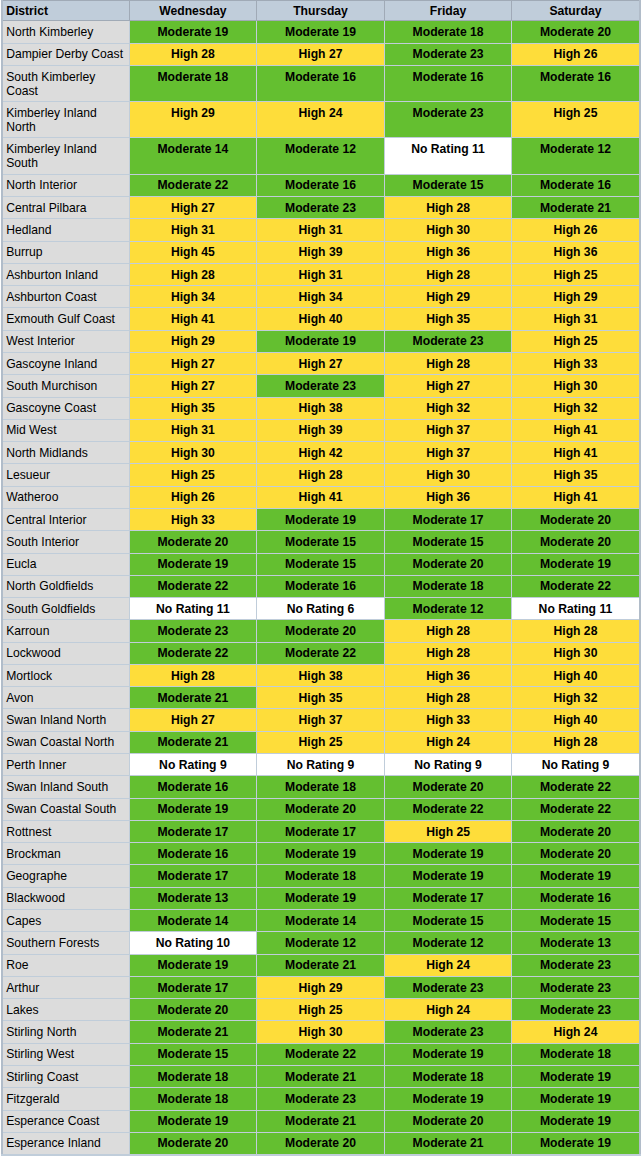 District Wednesday Thursday Friday Saturday
North Kimberley Moderate 19 Moderate 19 Moderate 18 Moderate 20
Dampier Derby Coast High 28 High 27 Moderate 23 High 26
South Kimberley Moderate 18 Moderate 16 Moderate 16 Moderate 16
Coast
Kimberley Inland High 29 High 24 Moderate 23 High 25
North
Kimberley Inland Moderate 14 Moderate 12 No Rating 11 Moderate 12
South
North Interior Moderate 22 Moderate 16 Moderate 15 Moderate 16
Central Pilbara High 27 Moderate 23 High 28 Moderate 21
Hedland High 31 High 31 High 30 High 26
Burrup High 45 High 39 High 36 High 36
Ashburton Inland High 28 High 31 High 28 High 25
Ashburton Coast High 34 High 34 High 29 High 29
Exmouth Gulf Coast High 41 High 40 High 35 High 31
West Interior High 29 Moderate 19 Moderate 23 High 25
Gascoyne Inland High 27 High 27 High 28 High 33
South Murchison High 27 Moderate 23 High 27 High 30
Gascoyne Coast High 35 High 38 High 32 High 32
Mid West High 31 High 39 High 37 High 41
North Midlands High 30 High 42 High 37 High 41
Lesueur High 25 High 28 High 30 High 35
Watheroo High 26 High 41 High 36 High 41
Central Interior High 33 Moderate 19 Moderate 17 Moderate 20
South Interior Moderate 20 Moderate 15 Moderate 15 Moderate 20
Eucla Moderate 19 Moderate 15 Moderate 20 Moderate 19
North Goldfields Moderate 22 Moderate 16 Moderate 18 Moderate 22
South Goldfields No Rating 11 No Rating 6 Moderate 12 No Rating 11
Karroun Moderate 23 Moderate 20 High 28 High 28
Lockwood Moderate 22 Moderate 22 High 28 High 30
Mortlock High 28 High 38 High 36 High 40
Avon Moderate 21 High 35 High 28 High 32
Swan Inland North High 27 High 37 High 33 High 40
Swan Coastal North Moderate 21 High 25 High 24 High 28
Perth Inner No Rating 9 No Rating 9 No Rating 9 No Rating 9
Swan Inland South Moderate 16 Moderate 18 Moderate 20 Moderate 22
Swan Coastal South Moderate 19 Moderate 20 Moderate 22 Moderate 22
Rottnest Moderate 17 Moderate 17 High 25 Moderate 20
Brockman Moderate 16 Moderate 19 Moderate 19 Moderate 20
Geographe Moderate 17 Moderate 18 Moderate 19 Moderate 19
Blackwood Moderate 13 Moderate 19 Moderate 17 Moderate 16
Capes Moderate 14 Moderate 14 Moderate 15 Moderate 15
Southern Forests No Rating 10 Moderate 12 Moderate 12 Moderate 13
Roe Moderate 19 Moderate 21 High 24 Moderate 23
Arthur Moderate 17 High 29 Moderate 23 Moderate 23
Lakes Moderate 20 High 25 High 24 Moderate 23
Stirling North Moderate 21 High 30 Moderate 23 High 24
Stirling West Moderate 15 Moderate 22 Moderate 19 Moderate 18
Stirling Coast Moderate 18 Moderate 21 Moderate 18 Moderate 19
Fitzgerald Moderate 18 Moderate 23 Moderate 19 Moderate 19
Esperance Coast Moderate 19 Moderate 21 Moderate 20 Moderate 19
Esperance Inland Moderate 20 Moderate 20 Moderate 21 Moderate 19